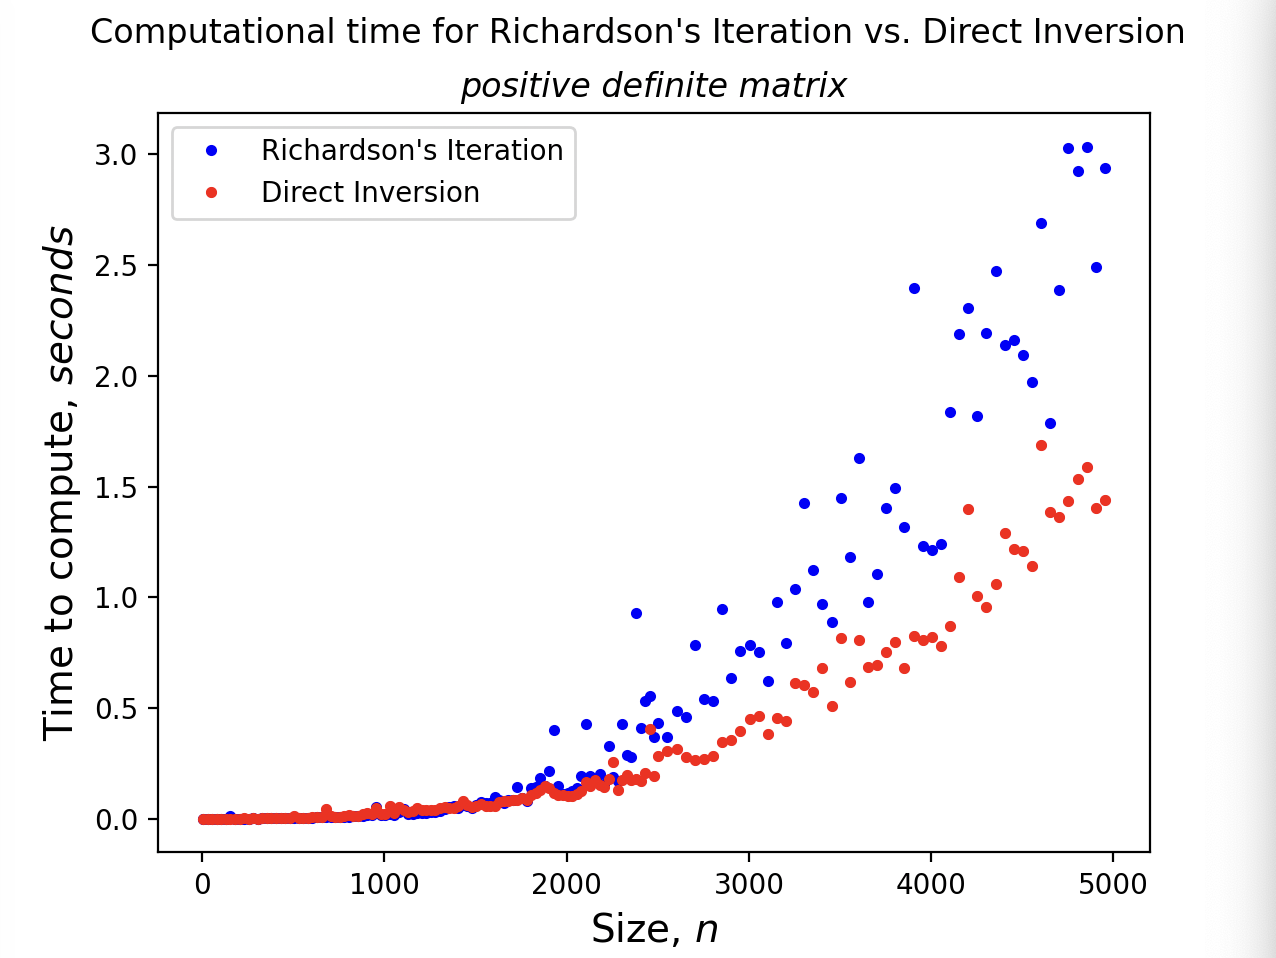 Computational time for Richardson's Iteration vs. Direct Inversion
positive definite matrix
Richardson's Iteration
Direct Inversion
Time to compute, seconds
3.0
2.5
2.0
1.5
1.0
0.5
0.0
0 1000 2000 3000 4000 5000
Size, n